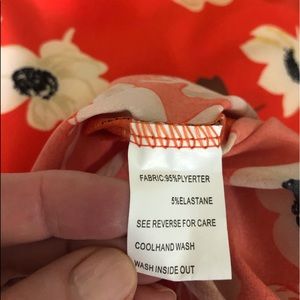 FABRIC:95%PLYERTER
5%ELASTANE
SEE REVERSE FOR CARE
COOLHAND WASH
WASH INSIDE OUT